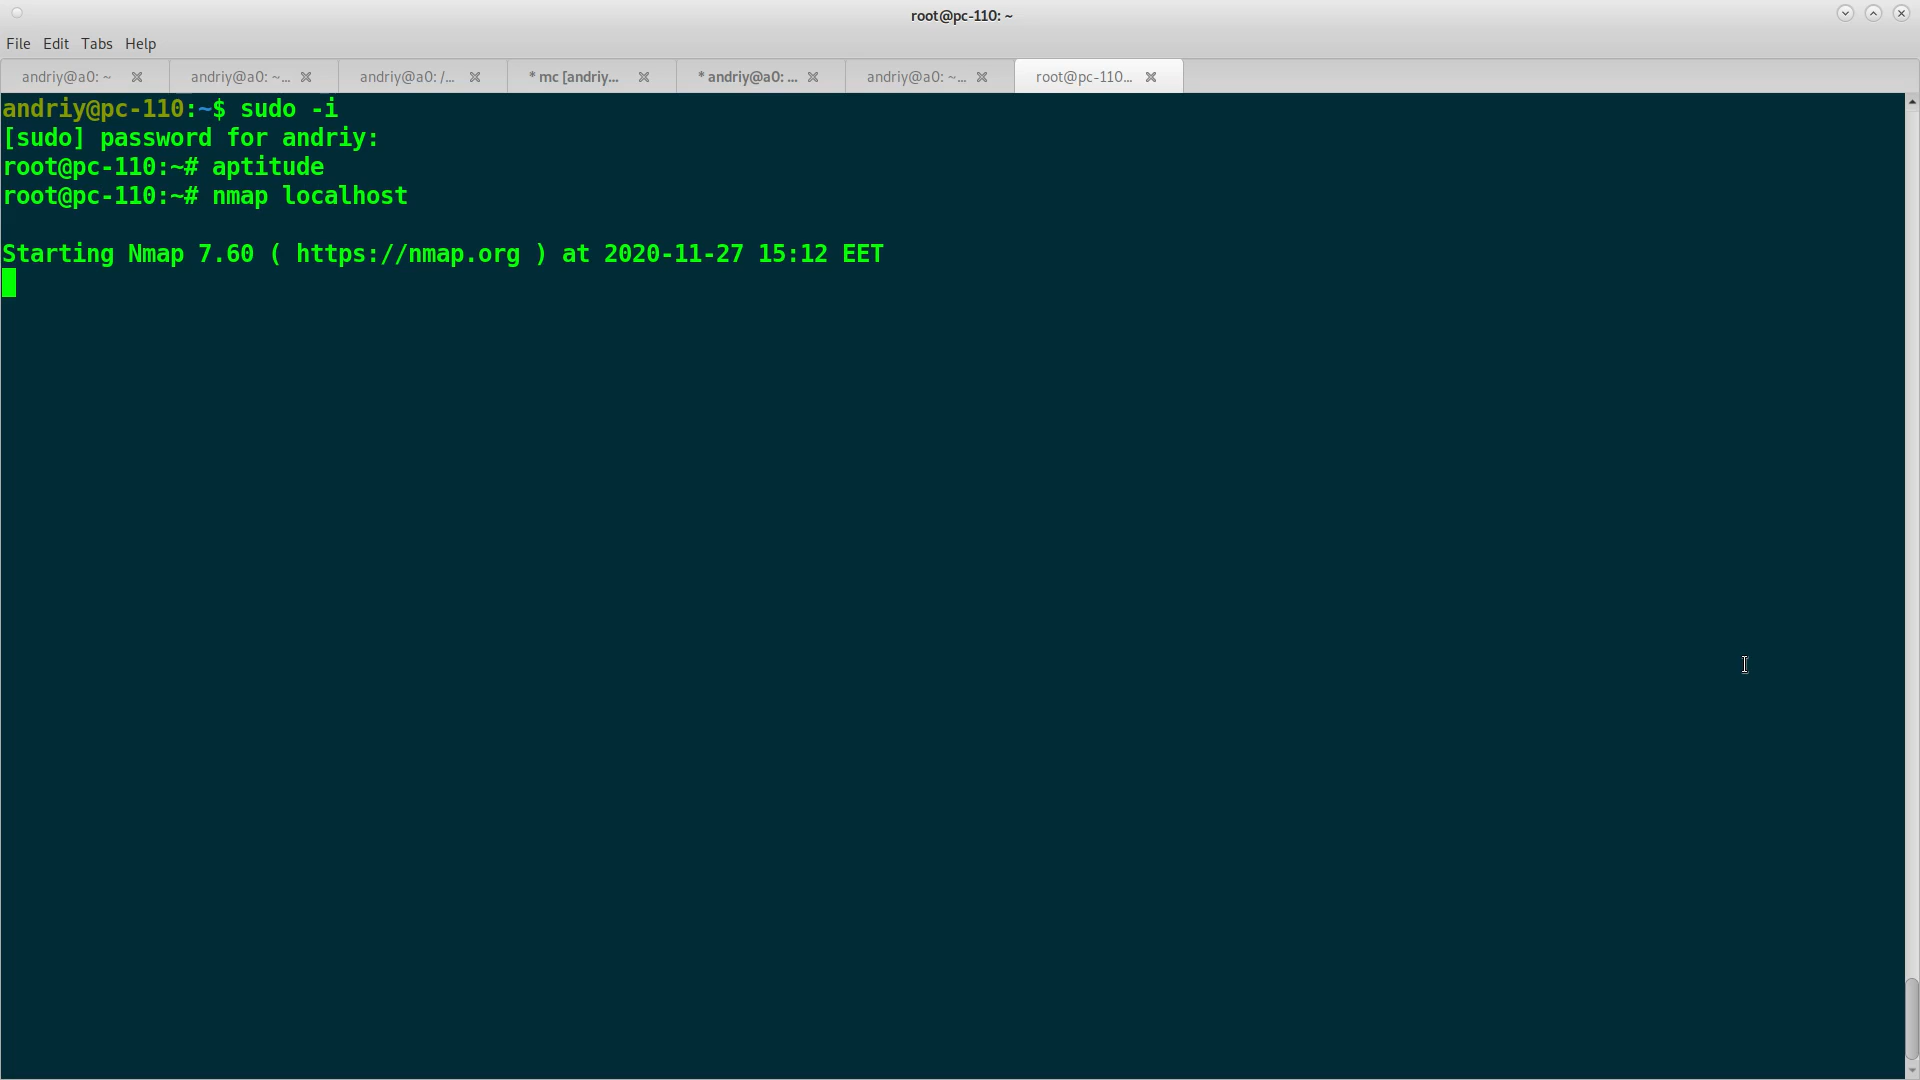 root@pc-110: ~
File Edit Tabs Help
andriy@a0: ~ andriy@a0: ~... andriy@a0: /... * mc [andriy... * andriy@a0: ... andriy@a0: ~... root@pc-110...
andriy@pc-110:~$ sudo -i
[sudo] password for andriy:
root@pc-110:~# aptitude
root@pc-110:~# nmap localhost
Starting Nmap 7.60 ( https://nmap.org ) at 2020-11-27 15:12 EET